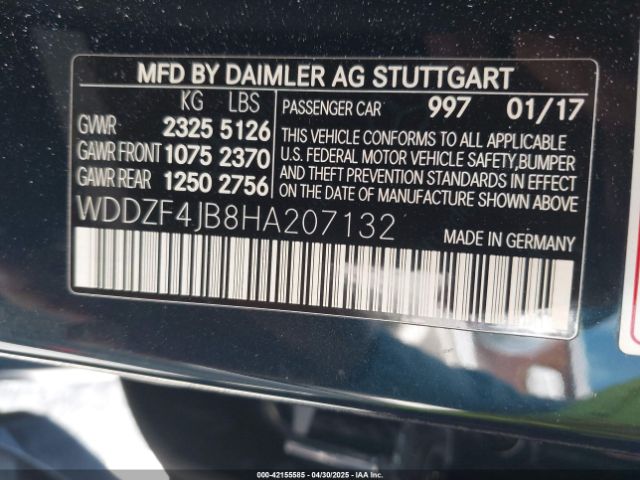 MFD BY DAIMLER AG STUTTGART
KG LBS
GVWR 2325 5126
GAWR FRONT 1075 2370
GAWR REAR 1250 2756
PASSENGER CAR 997 01/17
THIS VEHICLE CONFORMS TO ALL APPLICABLE
U.S. FEDERAL MOTOR VEHICLE SAFETY,BUMPER
AND THEFT PREVENTION STANDARDS IN EFFECT
ON THE DATE OF MANUFACTURE SHOWN ABOVE.
WDDZF4JB8HA207132
MADE IN GERMANY
000-42155585 - 04/30/2025 - IAAI.COM